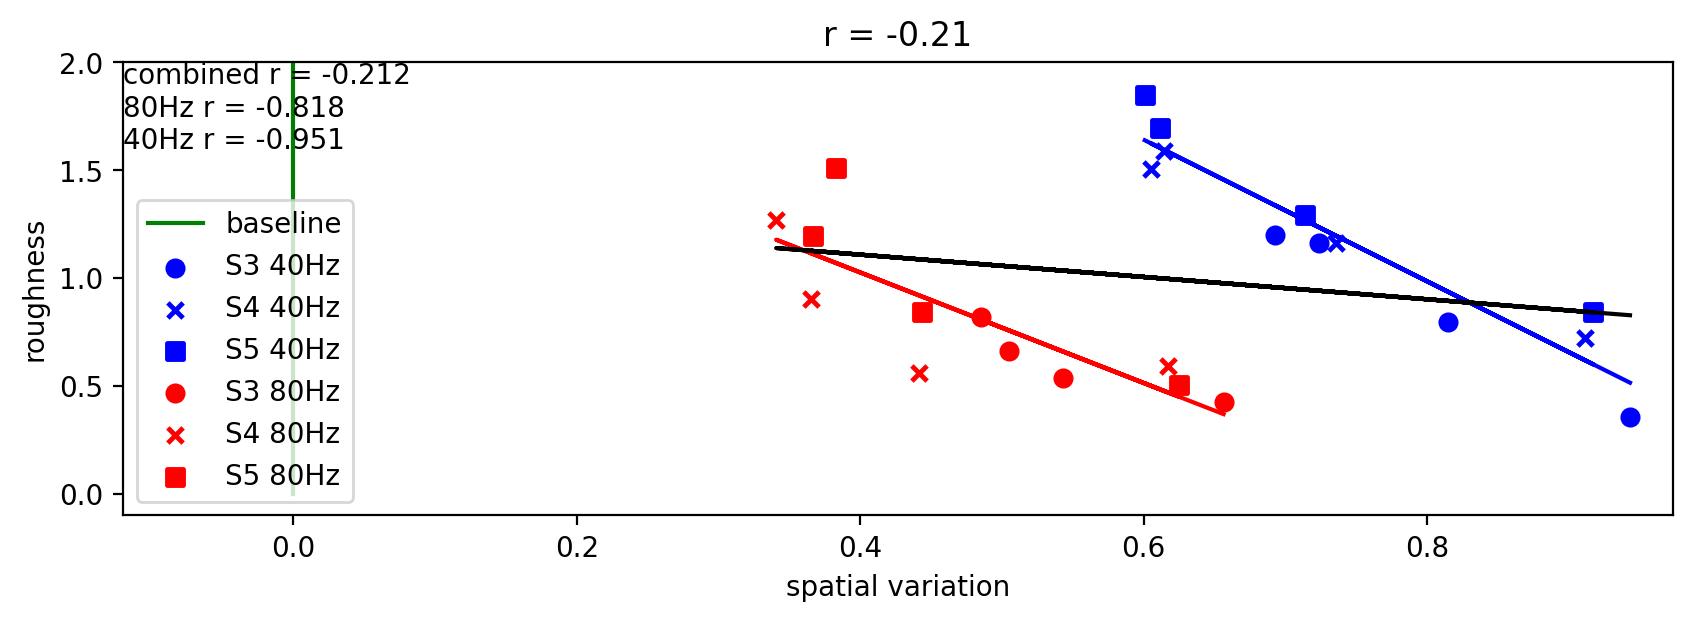 r = -0.21
combined r = -0.212
80Hz r = -0.818
40Hz r = -0.951
2.0
1.5
1.0
0.5
0.0
roughness
baseline
S3 40Hz
S4 40Hz
S5 40Hz
S3 80Hz
S4 80Hz
S5 80Hz
0.0 0.2 0.4 0.6 0.8
spatial variation